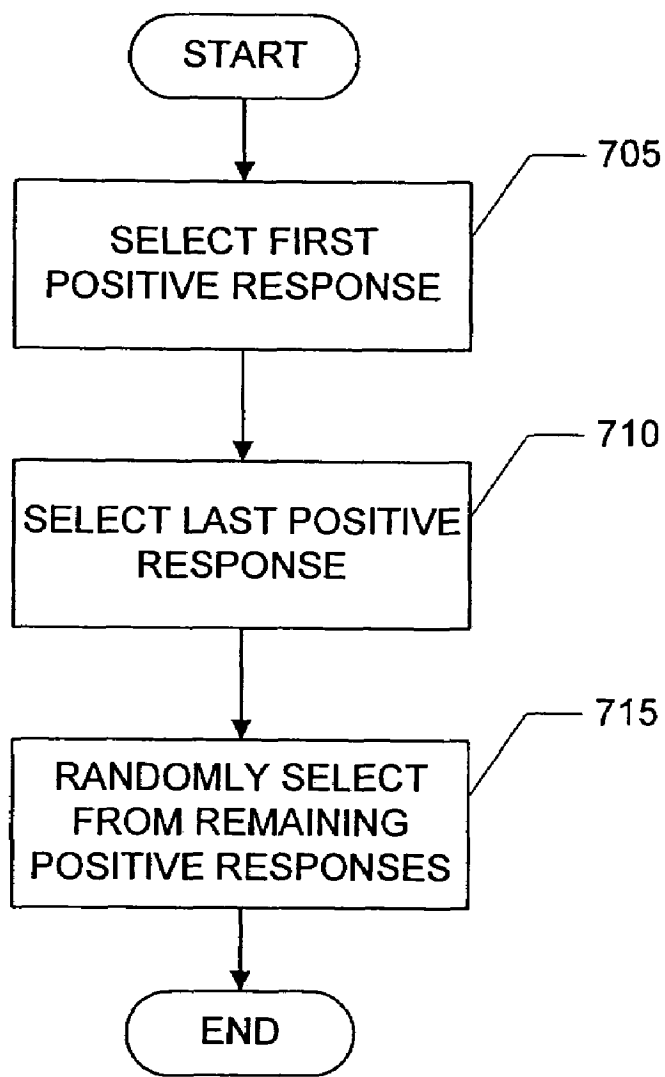 START
705
SELECT FIRST
POSITIVE RESPONSE
710
SELECT LAST POSITIVE
RESPONSE
715
RANDOMLY SELECT
FROM REMAINING
POSITIVE RESPONSES
END